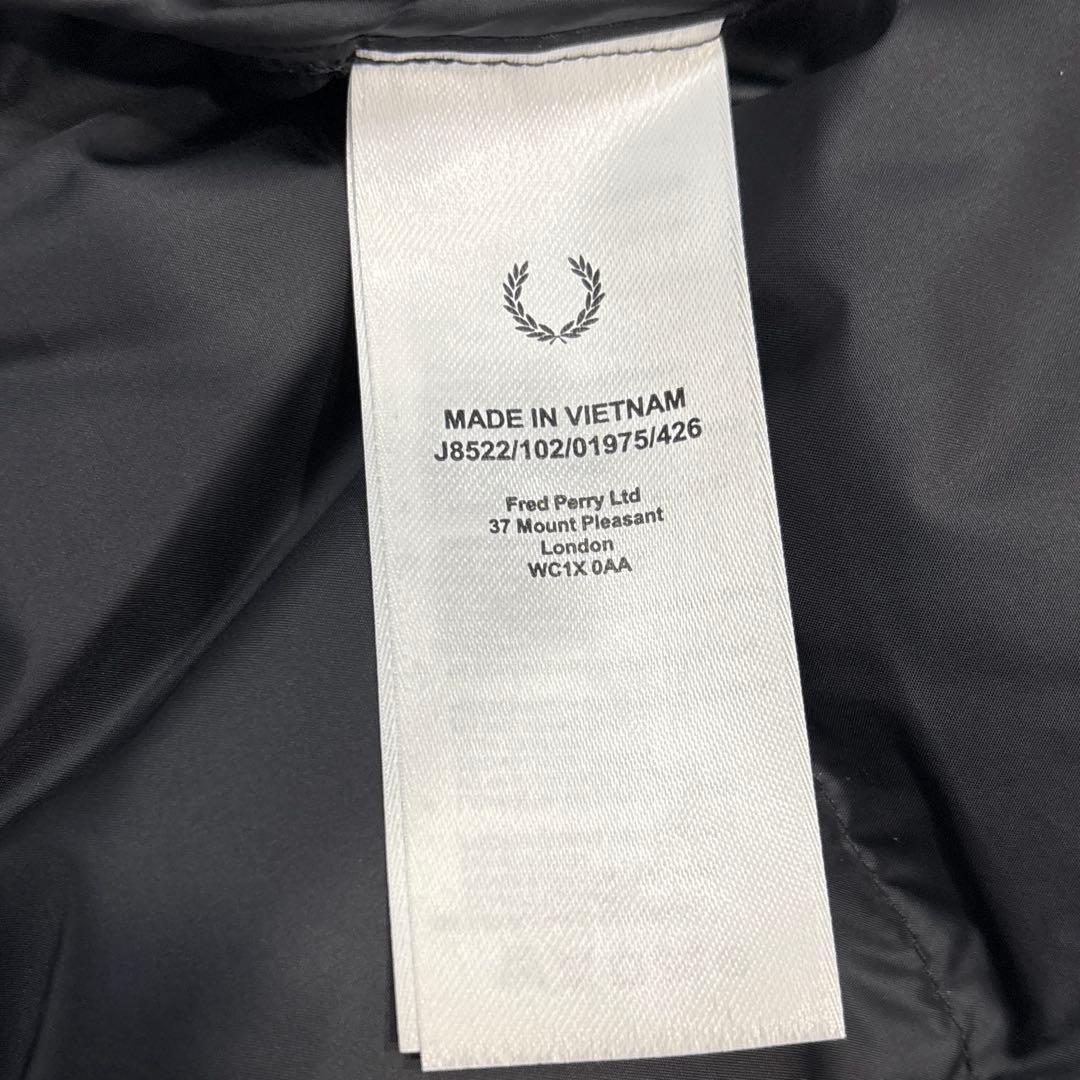 MADE IN VIETNAM
J8522/102/01975/426
Fred Perry Ltd
37 Mount Pleasant
London
WC1X 0AA